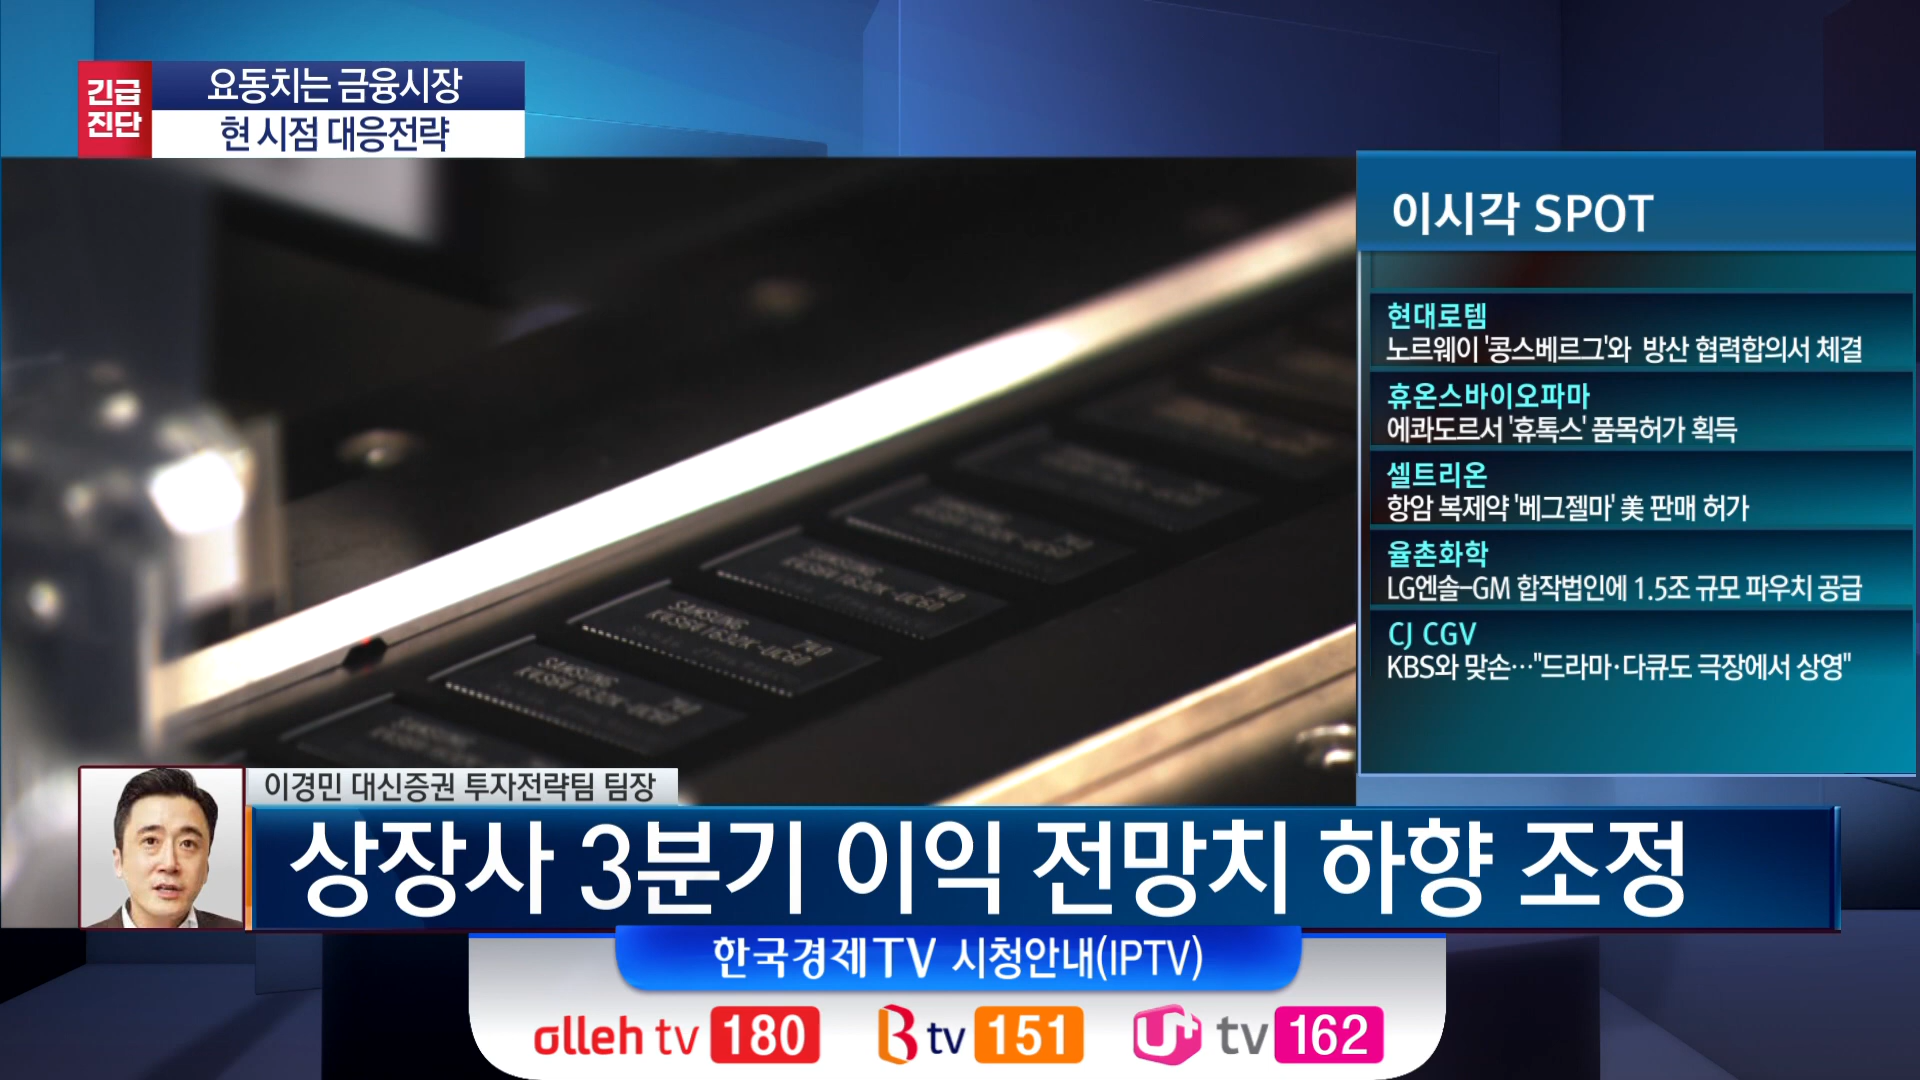 긴급
진단
요동치는 금융시장
현 시점 대응전략
이시각 SPOT
현대로템
노르웨이 '콩스베르그'와 방산 협력합의서 체결
휴온스바이오파마
에콰도르서 '휴톡스' 품목허가 획득
셀트리온
항암 복제약 '베그젤마' 美 판매 허가
율촌화학
LG엔솔-GM 합작법인에 1.5조 규모 파우치 공급
CJ CGV
KBS와 맞손…"드라마·다큐도 극장에서 상영"
SAMSUNG 740
SAMSUNG 740
SAMSUNG 740
이경민 대신증권 투자전략팀 팀장
상장사 3분기 이익 전망치 하향 조정
한국경제TV 시청안내(IPTV)
olleh tv 180
B tv 151
U+ tv 162